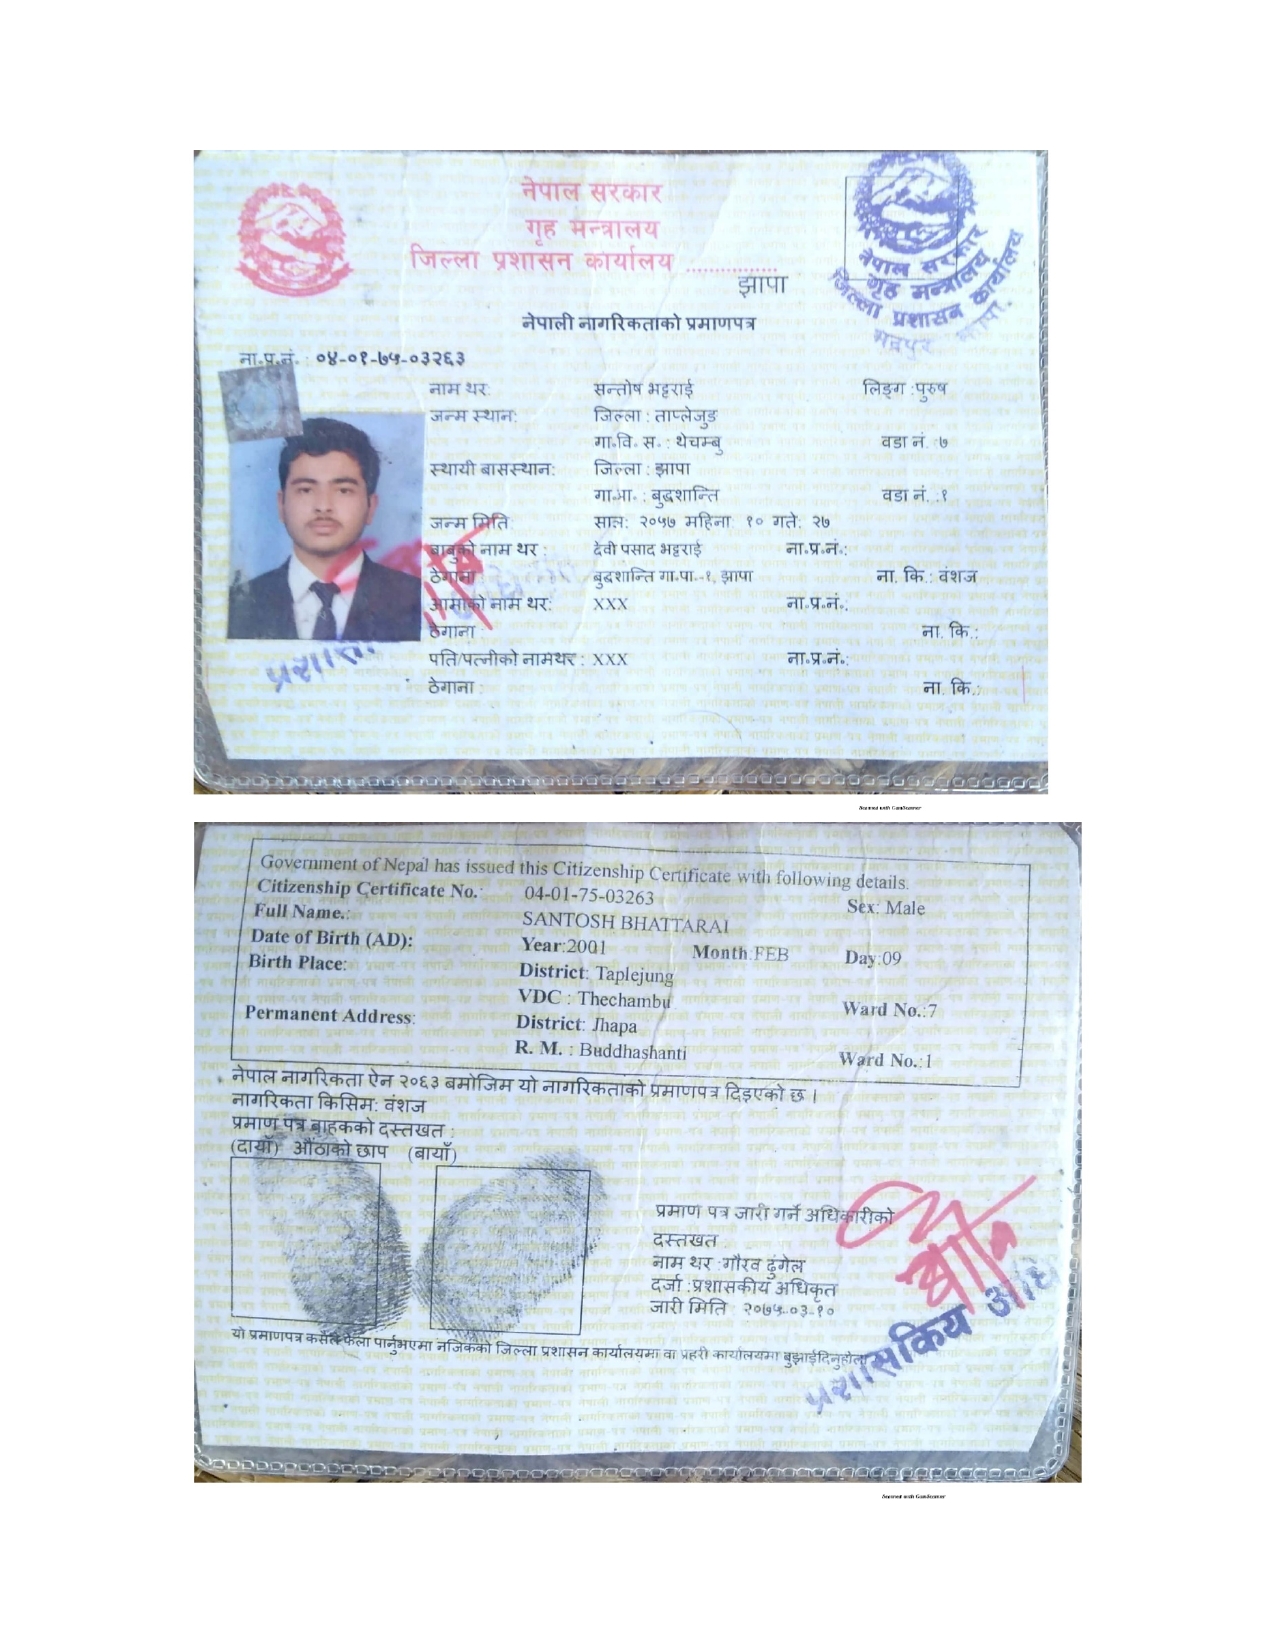 नेपाल सरकार
गृह मन्त्रालय
जिल्ला प्रशासन कार्यालय ................
झापा
नेपाल सरकार
गृह मन्त्रालय
जिल्ला प्रशासन कार्यालय
झापा
नेपाली नागरिकताको प्रमाणपत्र
ना.प्र.नं. : ०४-०१-७५-०३२६३
नाम थर: सन्तोष भट्टराई लिङ्ग :पुरुष
जन्म स्थान: जिल्ला : ताप्लेजुङ
गा.वि. स. : थेचम्बु वडा नं. :७
स्थायी बासस्थान: जिल्ला : झापा
गा.पा. : बुद्धशान्ति वडा नं. :१
जन्म मिति: साल: २०५७ महिना: १० गते: २७
बाबुको नाम थर : देवी पसाद भट्टराई ना.प्र.नं.:
ठेगाना बुद्धशान्ति गा.पा.-१, झापा ना. कि.: वंशज
आमाको नाम थर: XXX ना.प्र.नं.:
ठेगाना : ना. कि.:
पति/पत्नीको नामथर : XXX ना.प्र.नं.:
ठेगाना : ना. कि.:
Scanned with CamScanner
Government of Nepal has issued this Citizenship Certificate with following details.
Citizenship Certificate No.: 04-01-75-03263 Sex: Male
Full Name.: SANTOSH BHATTARAI
Date of Birth (AD): Year:2001 Month:FEB Day:09
Birth Place: District: Taplejung
VDC : Thechambu Ward No.:7
Permanent Address: District: Jhapa
R. M. : Buddhashanti Ward No.:1
नेपाल नागरिकता ऐन २०६३ बमोजिम यो नागरिकताको प्रमाणपत्र दिइएको छ ।
नागरिकता किसिम: वंशज
प्रमाण पत्र बाहकको दस्तखत :
(दायाँ) औंठाको छाप (बायाँ)
प्रमाण पत्र जारी गर्ने अधिकारीको
दस्तखत
नाम थर :गौरव ढुंगेल
दर्जा :प्रशासकीय अधिकृत
जारी मिति : २०७५-०३-१०
यो प्रमाणपत्र कसैले फेला पार्नुभएमा नजिकको जिल्ला प्रशासन कार्यालयमा वा प्रहरी कार्यालयमा बुझाईदिनुहोला
प्रशासकिय
Scanned with CamScanner